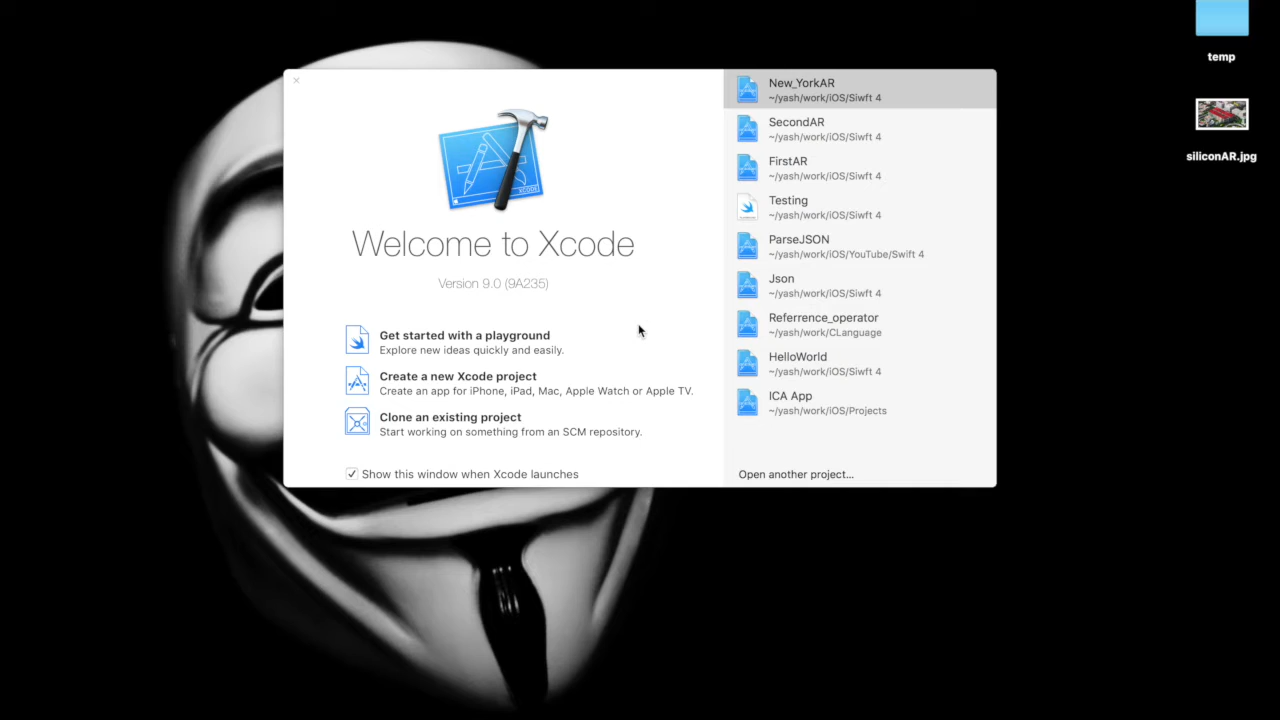 Welcome to Xcode
Version 9.0 (9A235)
Get started with a playground
Explore new ideas quickly and easily.
Create a new Xcode project
Create an app for iPhone, iPad, Mac, Apple Watch or Apple TV.
Clone an existing project
Start working on something from an SCM repository.
Show this window when Xcode launches
New_YorkAR
~/yash/work/iOS/Siwft 4
SecondAR
~/yash/work/iOS/Siwft 4
FirstAR
~/yash/work/iOS/Siwft 4
Testing
~/yash/work/iOS/Siwft 4
ParseJSON
~/yash/work/iOS/YouTube/Swift 4
Json
~/yash/work/iOS/Siwft 4
Referrence_operator
~/yash/work/CLanguage
HelloWorld
~/yash/work/iOS/Siwft 4
ICA App
~/yash/work/iOS/Projects
Open another project...
temp
siliconAR.jpg